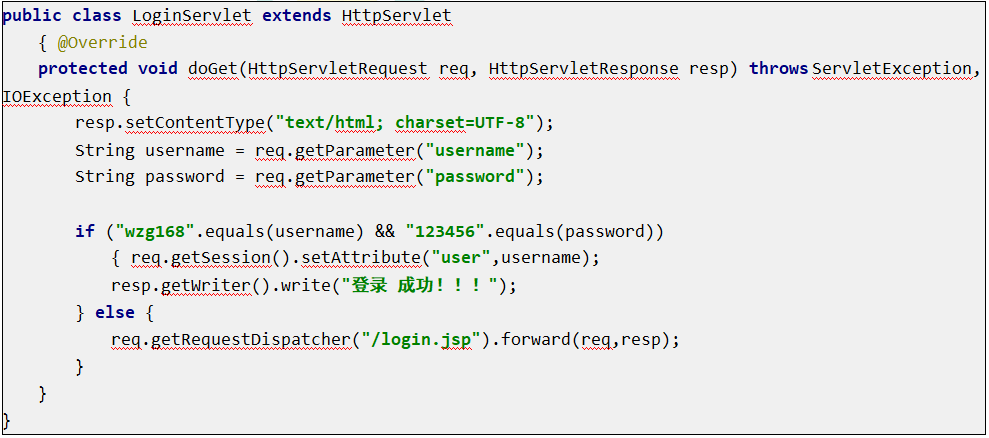 public class LoginServlet extends HttpServlet
{ @Override
protected void doGet(HttpServletRequest req, HttpServletResponse resp) throws ServletException,
IOException {
resp.setContentType("text/html; charset=UTF-8");
String username = req.getParameter("username");
String password = req.getParameter("password");
if ("wzg168".equals(username) && "123456".equals(password))
{ req.getSession().setAttribute("user",username);
resp.getWriter().write("登录 成功！！！");
} else {
req.getRequestDispatcher("/login.jsp").forward(req,resp);
}
}
}